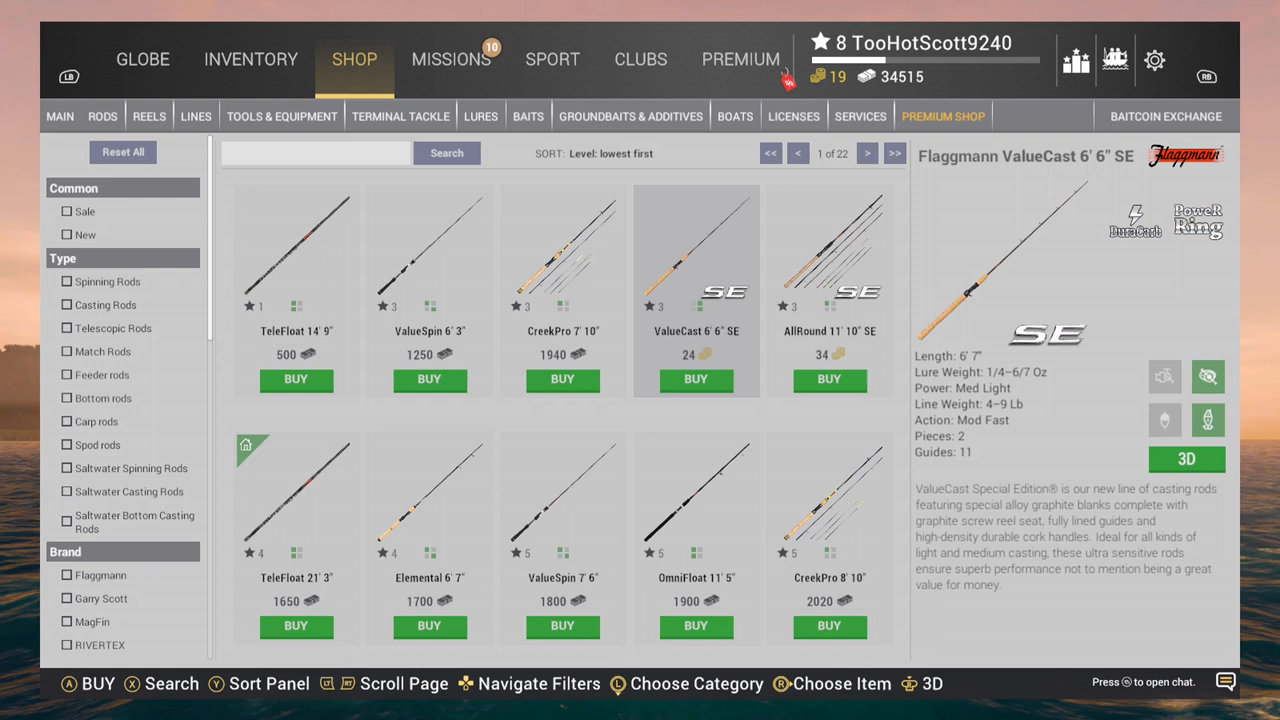 LB
GLOBE
INVENTORY
SHOP
MISSIONS
10
SPORT
CLUBS
PREMIUM
8 TooHotScott9240
19 34515
RB
MAIN
RODS
REELS
LINES
TOOLS & EQUIPMENT
TERMINAL TACKLE
LURES
BAITS
GROUNDBAITS & ADDITIVES
BOATS
LICENSES
SERVICES
PREMIUM SHOP
BAITCOIN EXCHANGE
Reset All
Common
Sale
New
Type
Spinning Rods
Casting Rods
Telescopic Rods
Match Rods
Feeder rods
Bottom rods
Carp rods
Spod rods
Saltwater Spinning Rods
Saltwater Casting Rods
Saltwater Bottom Casting
Rods
Brand
Flaggmann
Garry Scott
MagFin
RIVERTEX
Search
SORT: Level: lowest first
<< < 1 of 22 > >>
1
TeleFloat 14' 9"
500
BUY
3
ValueSpin 6' 3"
1250
BUY
3
CreekPro 7' 10"
1940
BUY
SE
3
ValueCast 6' 6" SE
24
BUY
SE
3
AllRound 11' 10" SE
34
BUY
4
TeleFloat 21' 3"
1650
BUY
4
Elemental 6' 7"
1700
BUY
5
ValueSpin 7' 6"
1800
BUY
5
OmniFloat 11' 5"
1900
BUY
5
CreekPro 8' 10"
2020
BUY
Flaggmann ValueCast 6' 6" SE
Flaggmann
DuraCarb
PoweR
Ring
SE
Length: 6' 7"
Lure Weight: 1/4–6/7 Oz
Power: Med Light
Line Weight: 4–9 Lb
Action: Mod Fast
Pieces: 2
Guides: 11
3D
ValueCast Special Edition® is our new line of casting rods
featuring special alloy graphite blanks complete with
graphite screw reel seat, fully lined guides and
high-density durable cork handles. Ideal for all kinds of
light and medium casting, these ultra sensitive rods
ensure superb performance not to mention being a great
value for money.
A BUY X Search Y Sort Panel LT RT Scroll Page Navigate Filters L Choose Category R Choose Item 3D
Press to open chat.